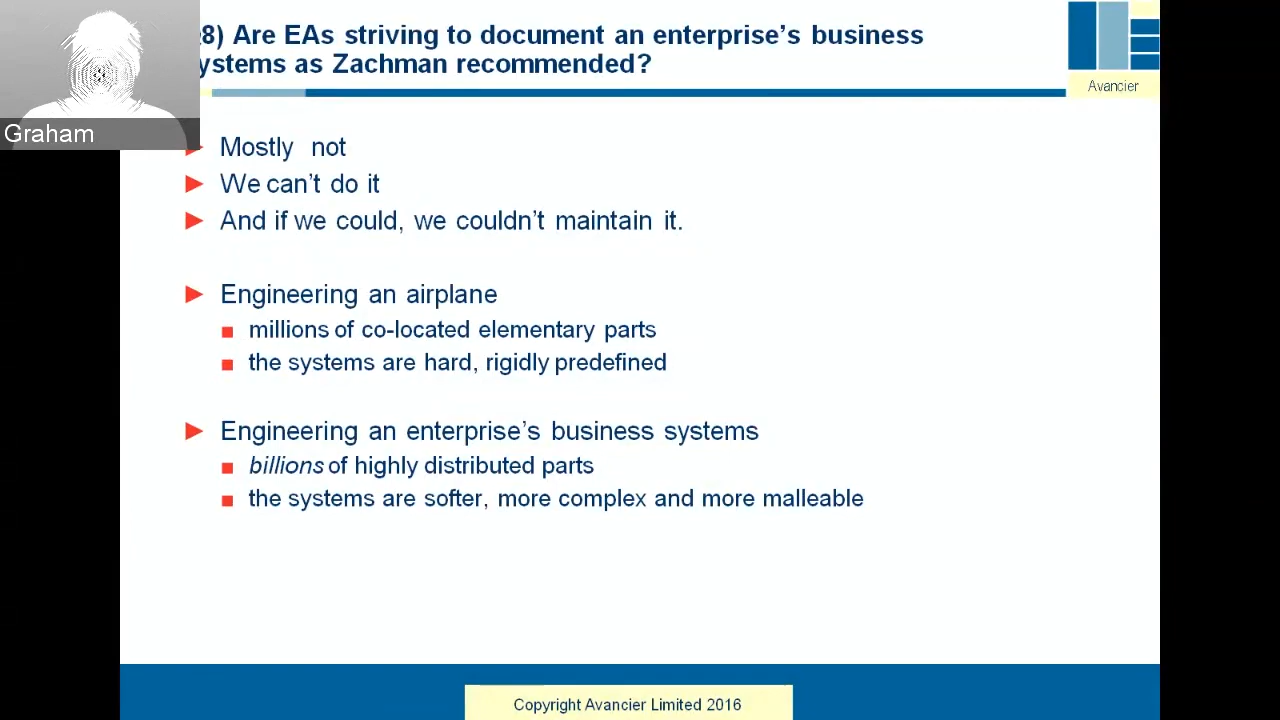 8) Are EAs striving to document an enterprise's business
ystems as Zachman recommended?
Avancier
Graham
► Mostly not
► We can't do it
► And if we could, we couldn't maintain it.
► Engineering an airplane
■ millions of co-located elementary parts
■ the systems are hard, rigidly predefined
► Engineering an enterprise's business systems
■ billions of highly distributed parts
■ the systems are softer, more complex and more malleable
Copyright Avancier Limited 2016